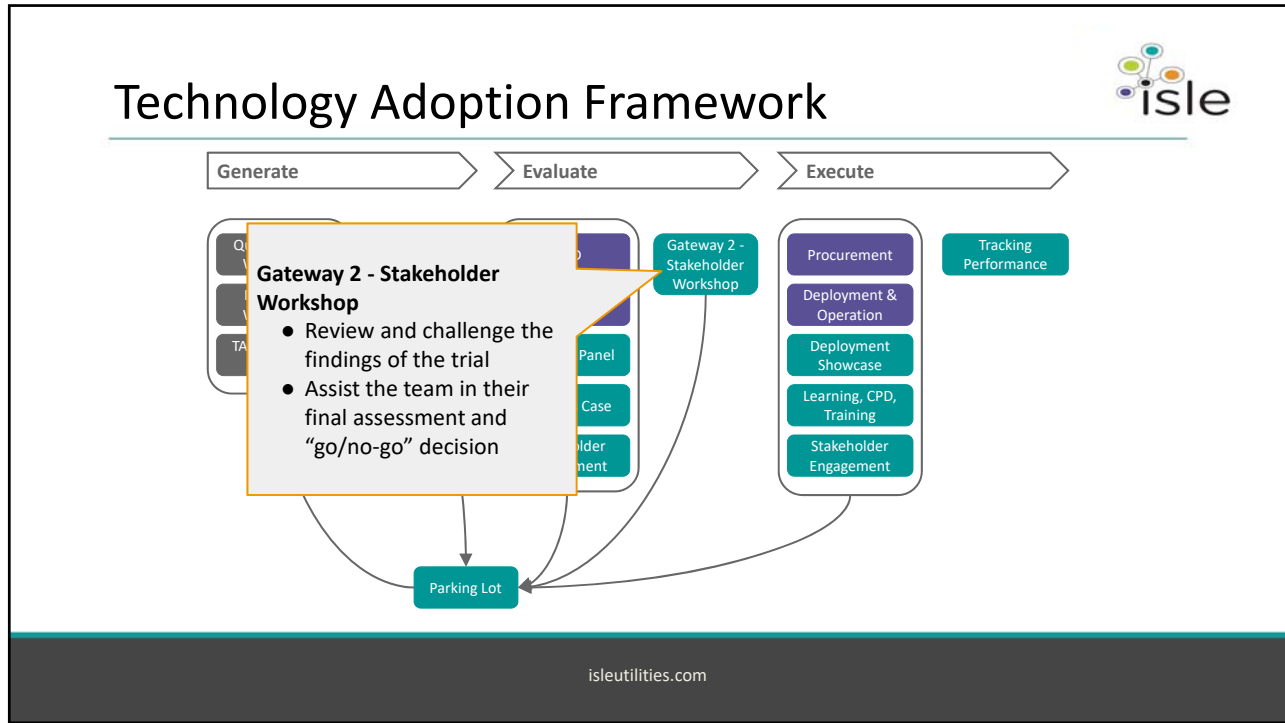 Technology Adoption Framework
isle
Generate
Evaluate
Execute
Gateway 2 - Stakeholder
Workshop
● Review and challenge the
findings of the trial
● Assist the team in their
final assessment and
“go/no-go” decision
Panel
Case
Gateway 2 -
Stakeholder
Workshop
Procurement
Deployment &
Operation
Deployment
Showcase
Learning, CPD,
Training
Stakeholder
Engagement
Tracking
Performance
Parking Lot
isleutilities.com